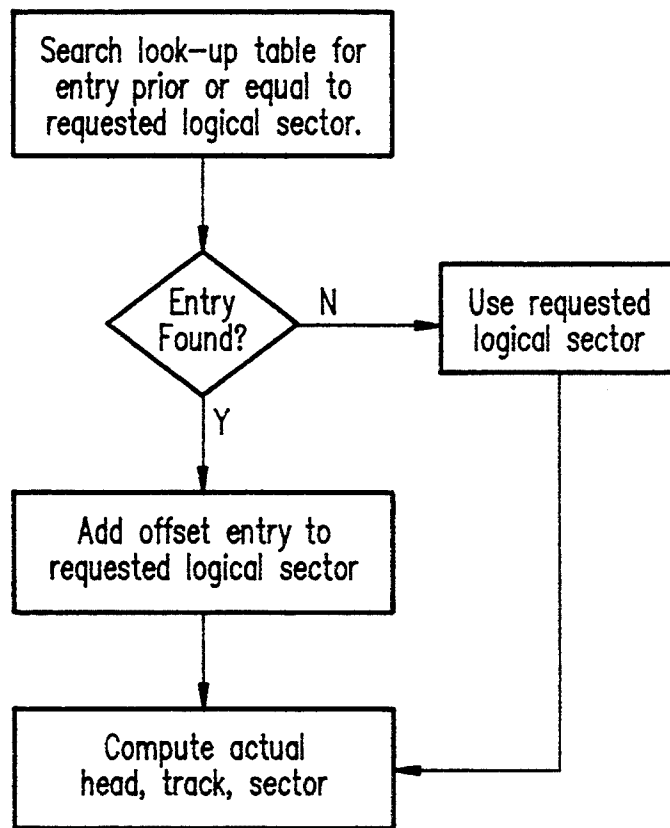 Search look-up table for
entry prior or equal to
requested logical sector.
Entry
Found?
N
Use requested
logical sector
Y
Add offset entry to
requested logical sector
Compute actual
head, track, sector